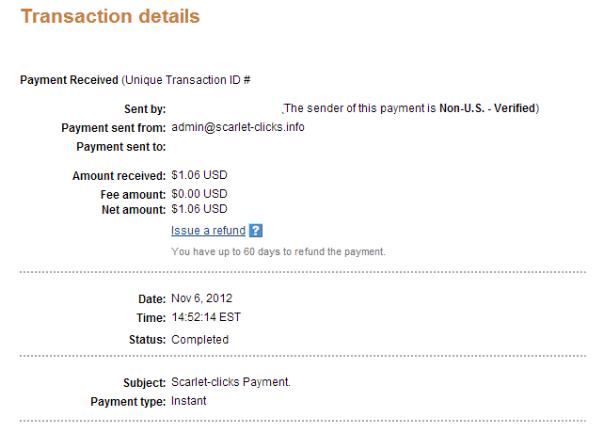 Transaction details
Payment Received (Unique Transaction ID #
Sent by: ,The sender of this payment is Non-U.S. - Verified)
Payment sent from: admin@scarlet-clicks.info
Payment sent to:
Amount received: $1.06 USD
Fee amount: $0.00 USD
Net amount: $1.06 USD
Issue a refund ?
You have up to 60 days to refund the payment.
Date: Nov 6, 2012
Time: 14:52:14 EST
Status: Completed
Subject: Scarlet-clicks Payment.
Payment type: Instant